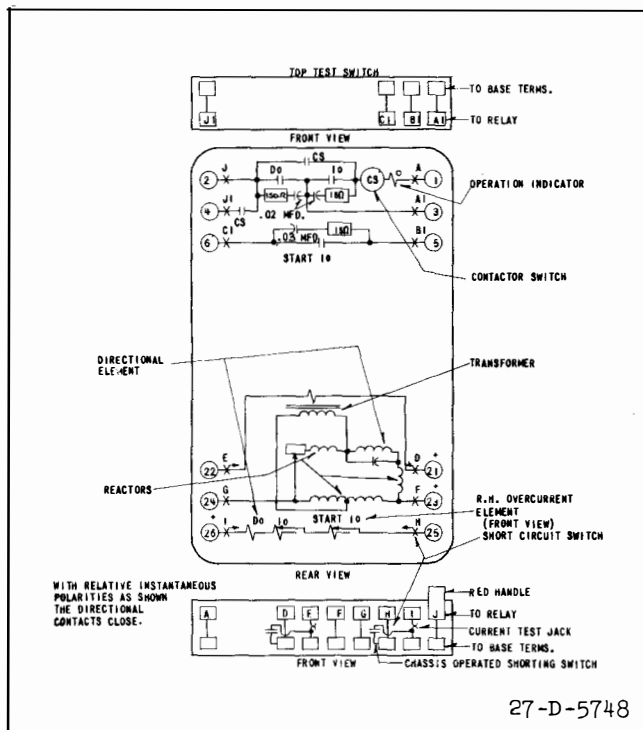 TOP TEST SWITCH
TO BASE TERMS.
J1 C1 B1 A1 TO RELAY
FRONT VIEW
CS
2 J DO IO CS O A 1
OPERATION INDICATOR
4 J1 A1 3
CS .02 MFD.
6 C1 B1 5
.03 MFD.
START IO
CONTACTOR SWITCH
DIRECTIONAL
ELEMENT
TRANSFORMER
22 E D + 21
REACTORS
24 G F + 23
R.H. OVERCURRENT
ELEMENT
(FRONT VIEW)
START IO
+ 26 I DO IO H 25
SHORT CIRCUIT SWITCH
REAR VIEW
WITH RELATIVE INSTANTANEOUS
POLARITIES AS SHOWN
THE DIRECTIONAL
CONTACTS CLOSE.
RED HANDLE
A D E F G H I J TO RELAY
CURRENT TEST JACK
TO BASE TERMS.
FRONT VIEW
CHASSIS OPERATED SHORTING SWITCH
27-D-5748